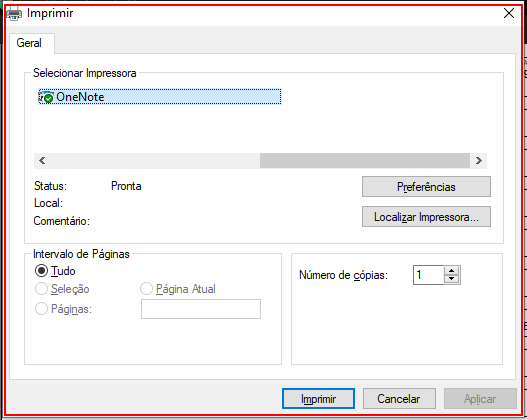 Imprimir
Geral
Selecionar Impressora
OneNote
Status: Pronta
Preferências
Local:
Localizar Impressora...
Comentário:
Intervalo de Páginas
Tudo
Seleção Página Atual
Páginas:
Número de cópias: 1
Imprimir Cancelar Aplicar